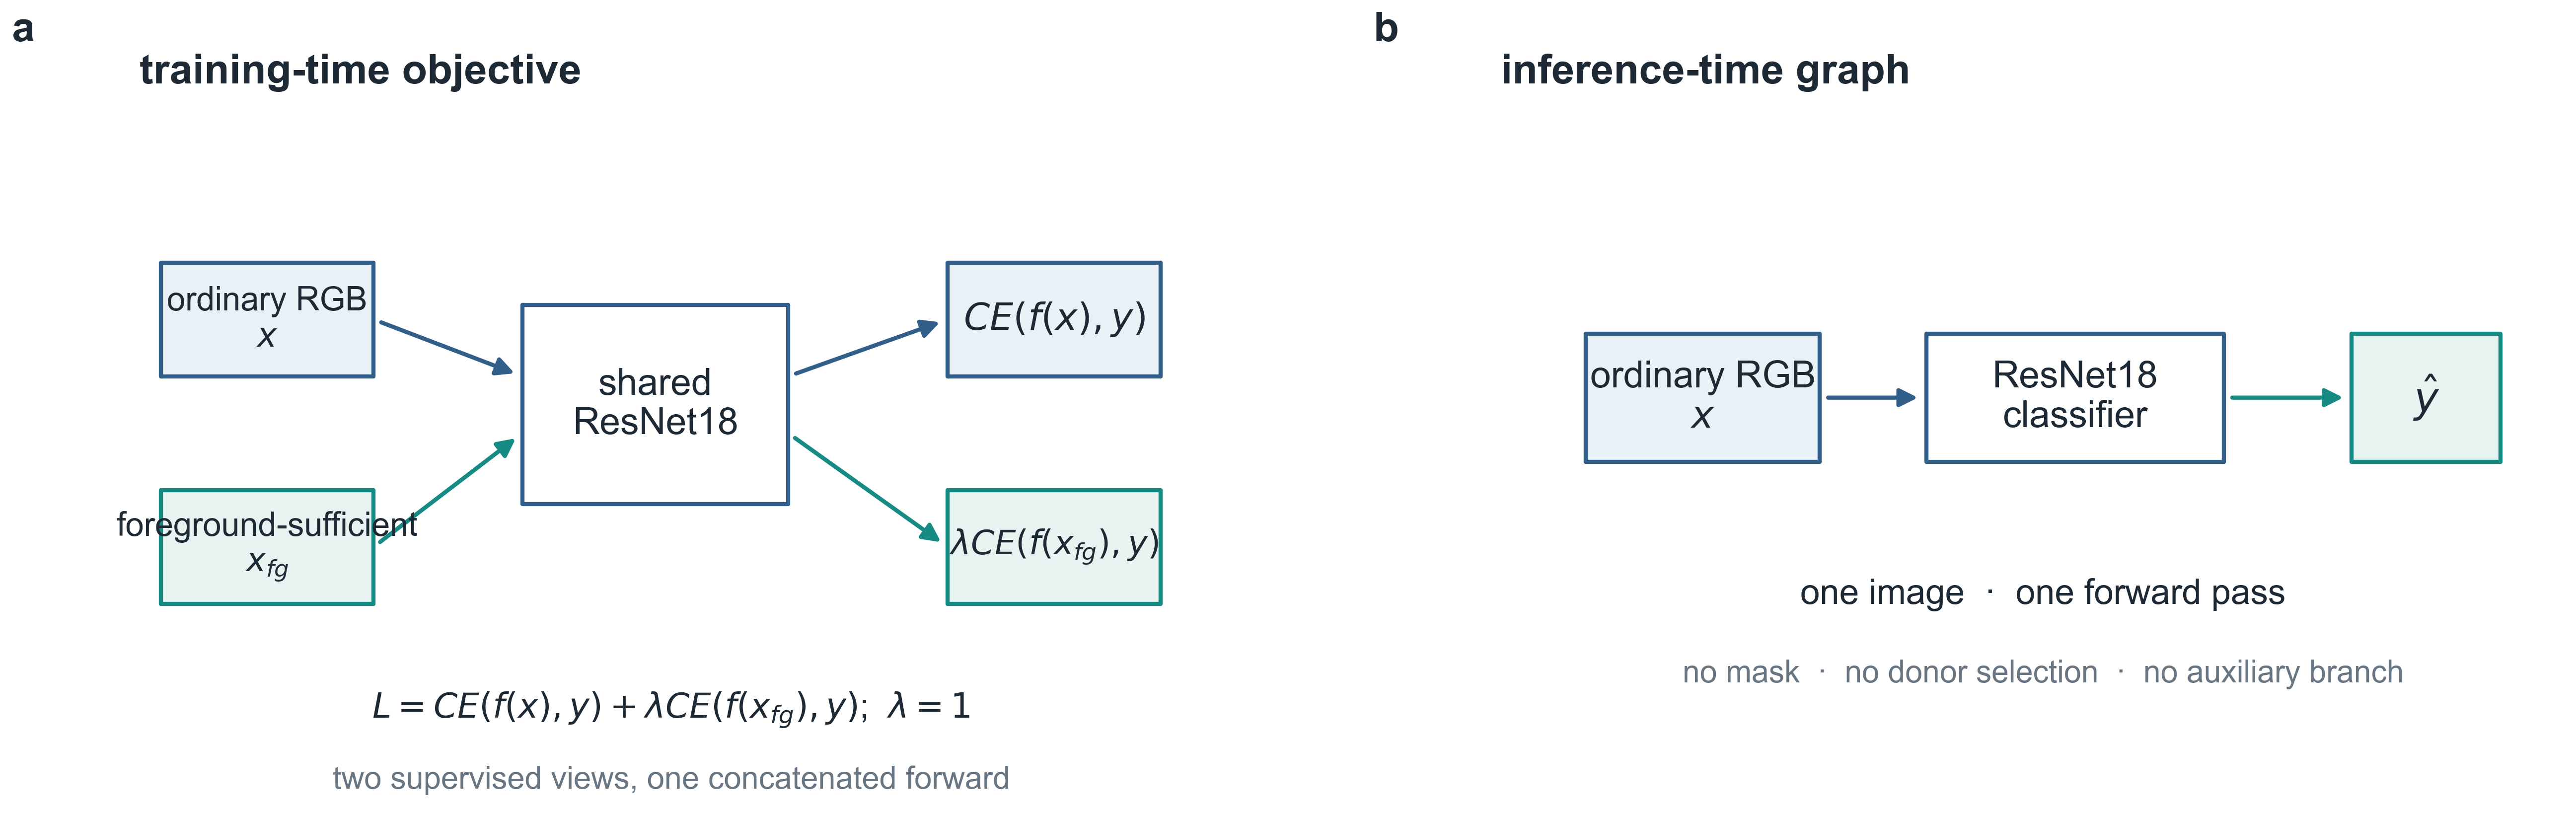 a
training-time objective
ordinary RGB
x
foreground-sufficient
x_fg
shared
ResNet18
CE(f(x), y)
λCE(f(x_fg), y)
L = CE(f(x), y) + λCE(f(x_fg), y); λ = 1
two supervised views, one concatenated forward
b
inference-time graph
ordinary RGB
x
ResNet18
classifier
ŷ
one image · one forward pass
no mask · no donor selection · no auxiliary branch